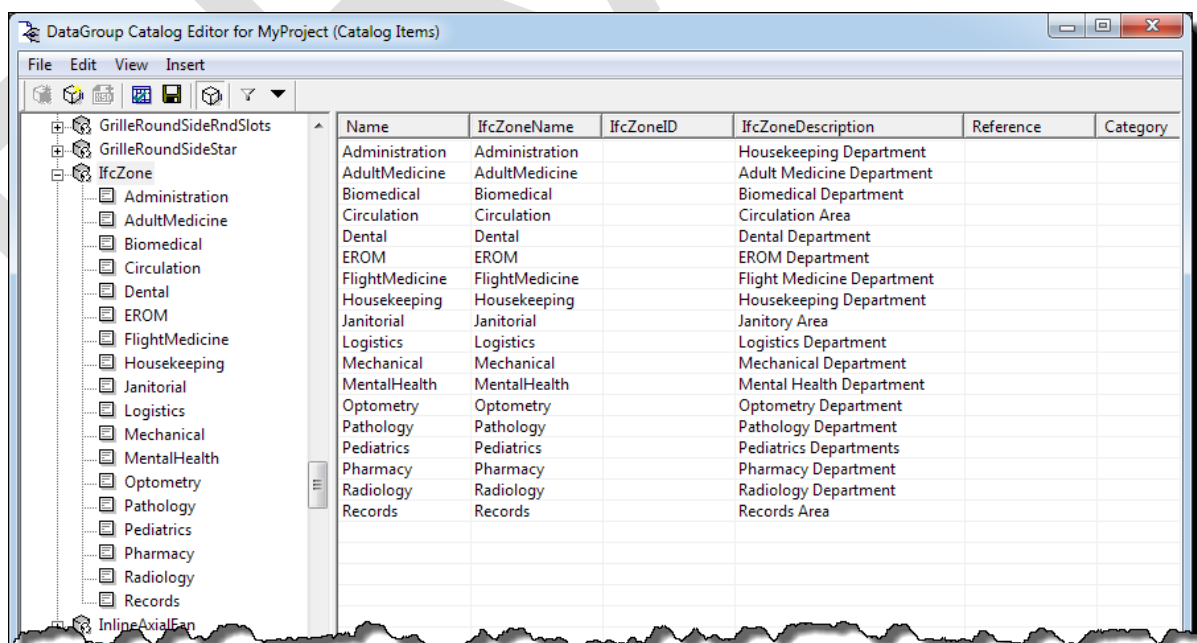 DataGroup Catalog Editor for MyProject (Catalog Items)
File Edit View Insert
GrilleRoundSideRndSlots
GrilleRoundSideStar
IfcZone
Administration
AdultMedicine
Biomedical
Circulation
Dental
EROM
FlightMedicine
Housekeeping
Janitorial
Logistics
Mechanical
MentalHealth
Optometry
Pathology
Pediatrics
Pharmacy
Radiology
Records
InlineAxialFan
Name IfcZoneName IfcZoneID IfcZoneDescription Reference Category
Administration Administration Housekeeping Department
AdultMedicine AdultMedicine Adult Medicine Department
Biomedical Biomedical Biomedical Department
Circulation Circulation Circulation Area
Dental Dental Dental Department
EROM EROM EROM Department
FlightMedicine FlightMedicine Flight Medicine Department
Housekeeping Housekeeping Housekeeping Department
Janitorial Janitorial Janitory Area
Logistics Logistics Logistics Department
Mechanical Mechanical Mechanical Department
MentalHealth MentalHealth Mental Health Department
Optometry Optometry Optometry Department
Pathology Pathology Pathology Department
Pediatrics Pediatrics Pediatrics Departments
Pharmacy Pharmacy Pharmacy Department
Radiology Radiology Radiology Department
Records Records Records Area